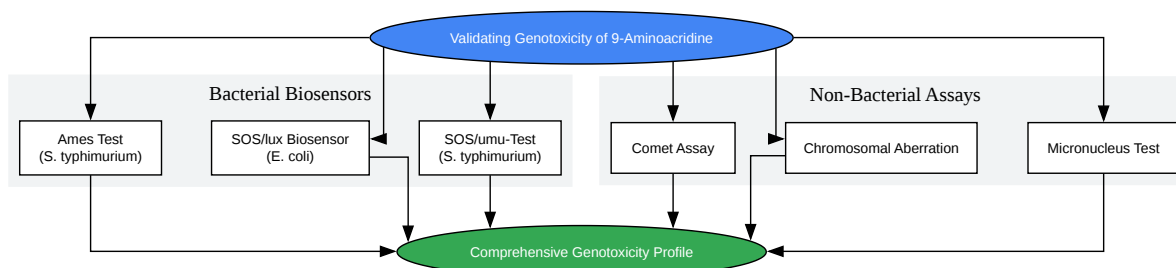 Validating Genotoxicity of 9-Aminoacridine
Bacterial Biosensors
Non-Bacterial Assays
Ames Test
(S. typhimurium)
SOS/lux Biosensor
(E. coli)
SOS/umu-Test
(S. typhimurium)
Comet Assay
Chromosomal Aberration
Micronucleus Test
Comprehensive Genotoxicity Profile